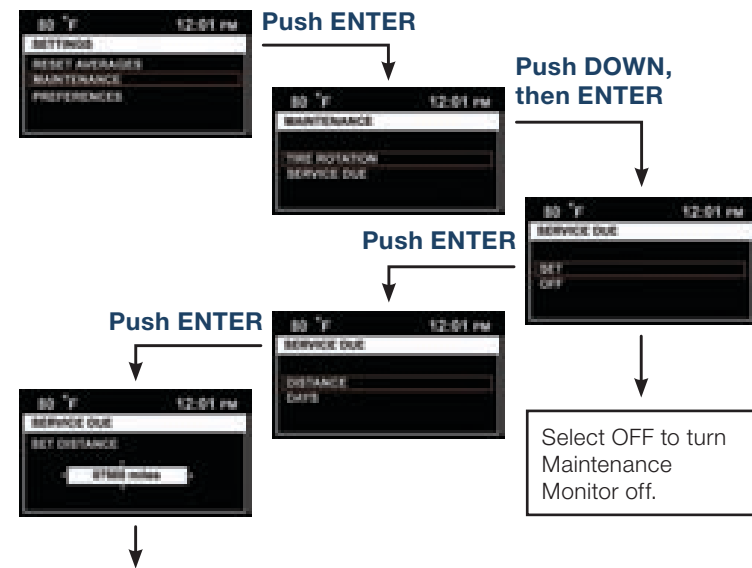 80 °F 12:01 PM
SETTINGS
RESET AVERAGES
MAINTENANCE
PREFERENCES
Push ENTER
80 °F 12:01 PM
MAINTENANCE
TIRE ROTATION
SERVICE DUE
Push DOWN,
then ENTER
80 °F 12:01 PM
SERVICE DUE
SET
OFF
Select OFF to turn
Maintenance
Monitor off.
Push ENTER
80 °F 12:01 PM
SERVICE DUE
DISTANCE
DAYS
Push ENTER
80 °F 12:01 PM
SERVICE DUE
SET DISTANCE
miles